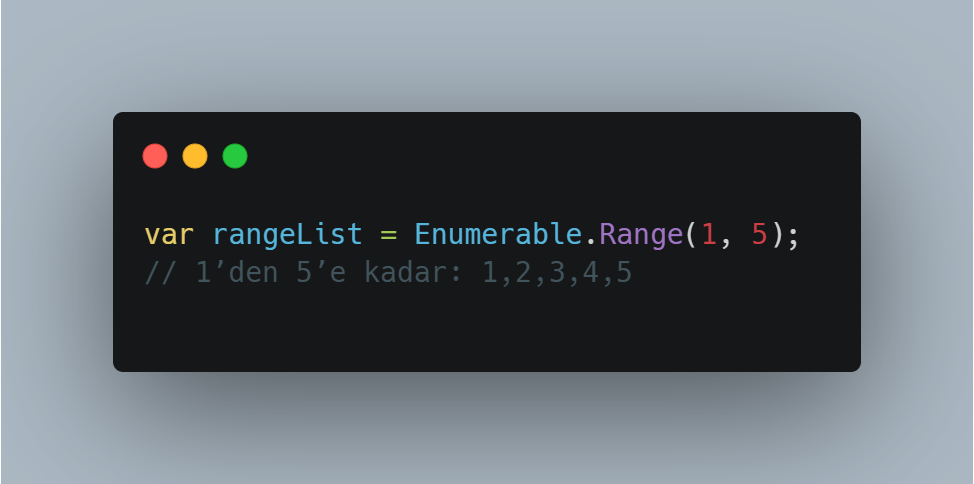 var rangeList = Enumerable.Range(1, 5);
// 1’den 5’e kadar: 1,2,3,4,5